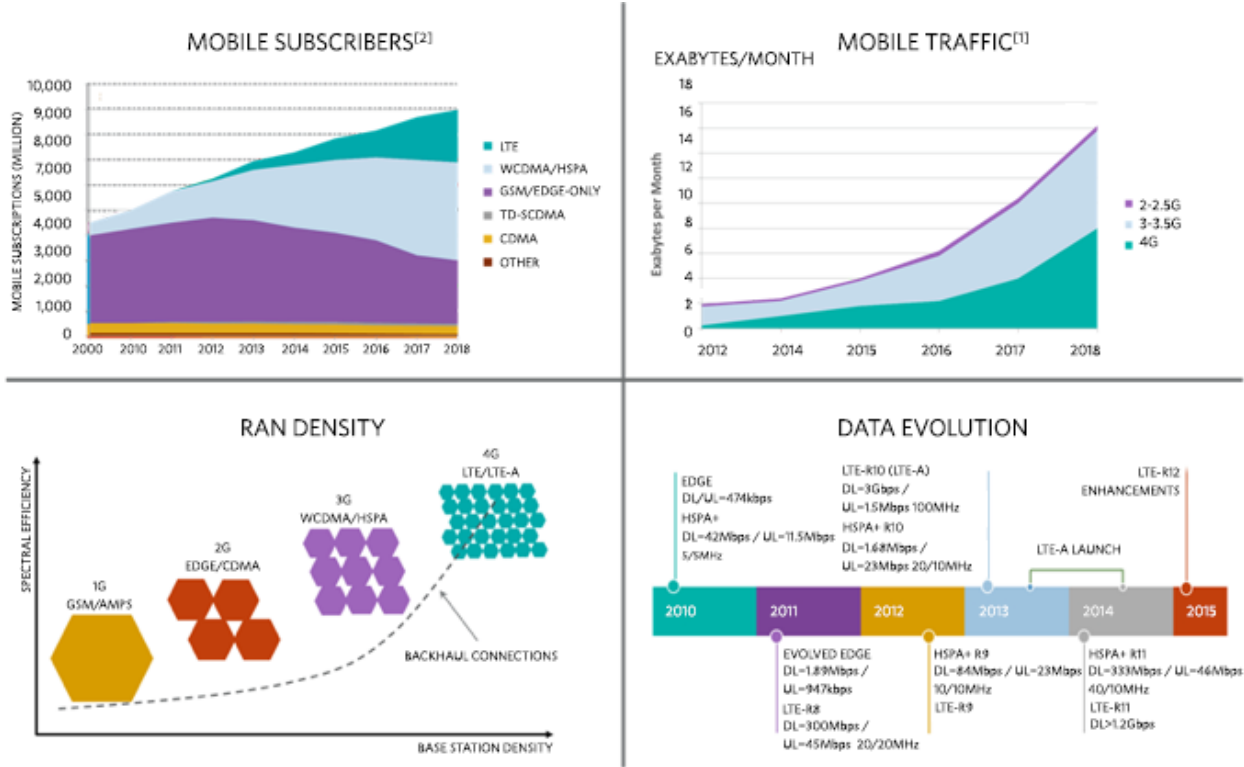 MOBILE SUBSCRIBERS[2]
MOBILE SUBSCRIPTIONS (MILLION)
10,000
9,000
8,000
7,000
6,000
5,000
4,000
3,000
2,000
1,000
0
2000 2010 2011 2012 2013 2014 2015 2016 2017 2018
LTE
WCDMA/HSPA
GSM/EDGE-ONLY
TD-SCDMA
CDMA
OTHER
MOBILE TRAFFIC[1]
EXABYTES/MONTH
Exabytes per Month
18
16
14
12
10
8
6
4
2
0
2012 2014 2015 2016 2017 2018
2-2.5G
3-3.5G
4G
RAN DENSITY
SPECTRAL EFFICIENCY
1G
GSM/AMPS
2G
EDGE/CDMA
3G
WCDMA/HSPA
4G
LTE/LTE-A
BACKHAUL CONNECTIONS
BASE STATION DENSITY
DATA EVOLUTION
EDGE
DL/UL=474kbps
HSPA+
DL=42Mbps / UL=11.5Mbps
5/5MHz
LTE-R10 (LTE-A)
DL=3Gbps /
UL=1.5Mbps 100MHz
HSPA+ R10
DL=1.68Mbps /
UL=23Mbps 20/10MHz
LTE-A LAUNCH
LTE-R12
ENHANCEMENTS
2010 2011 2012 2013 2014 2015
EVOLVED EDGE
DL=1.89Mbps /
UL=947kbps
LTE-R8
DL=300Mbps /
UL=45Mbps 20/20MHz
HSPA+ R9
DL=84Mbps / UL=23Mbps
10/10MHz
LTE-R9
HSPA+ R11
DL=333Mbps / UL=46Mbps
40/10MHz
LTE-R11
DL>1.2Gbps